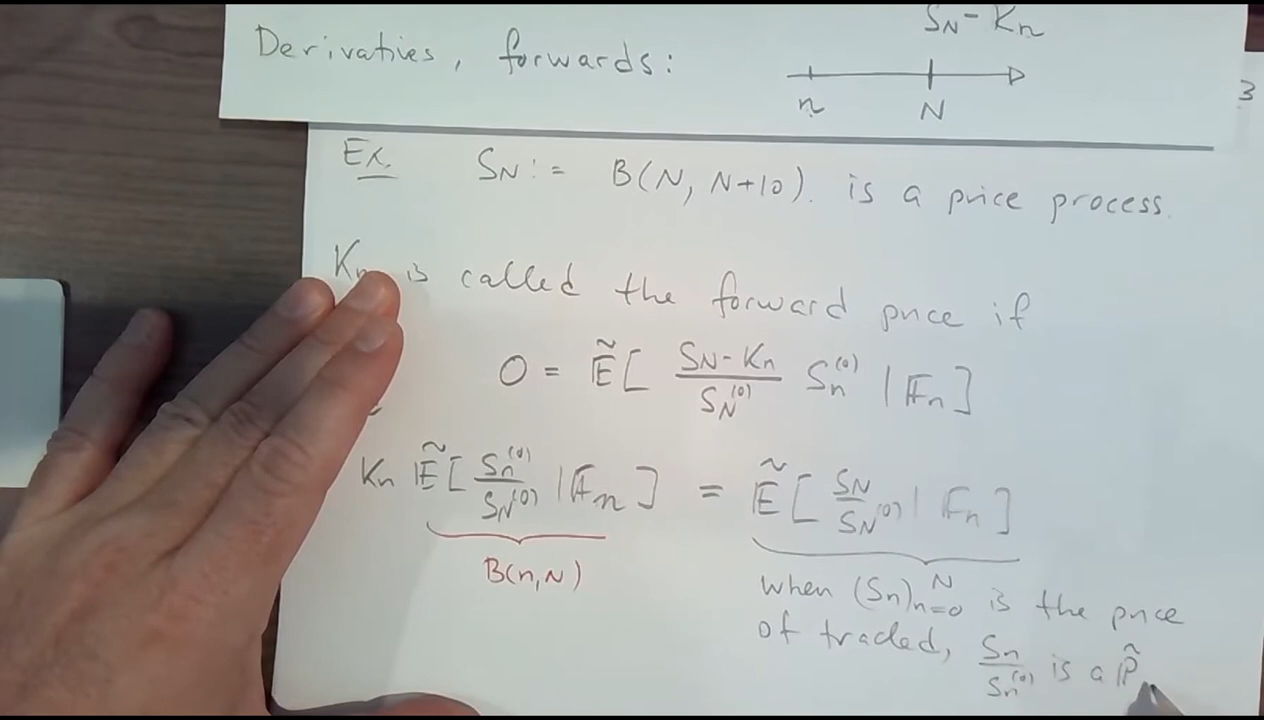 S_N - K_n
Derivatives, forwards:
n N
3
Ex. S_N := B(N, N+10). is a price process.
K_n is called the forward price if
0 = Ẽ[ (S_N - K_n)/S_N^(0) S_n^(0) | F_n ]
K_n Ẽ[ S_n^(0)/S_N^(0) | F_n ] = Ẽ[ S_N/S_N^(0) | F_n ]
B(n,N)
when (S_n)_{n=0}^N is the price
of traded, S_n/S_n^(0) is a P̃